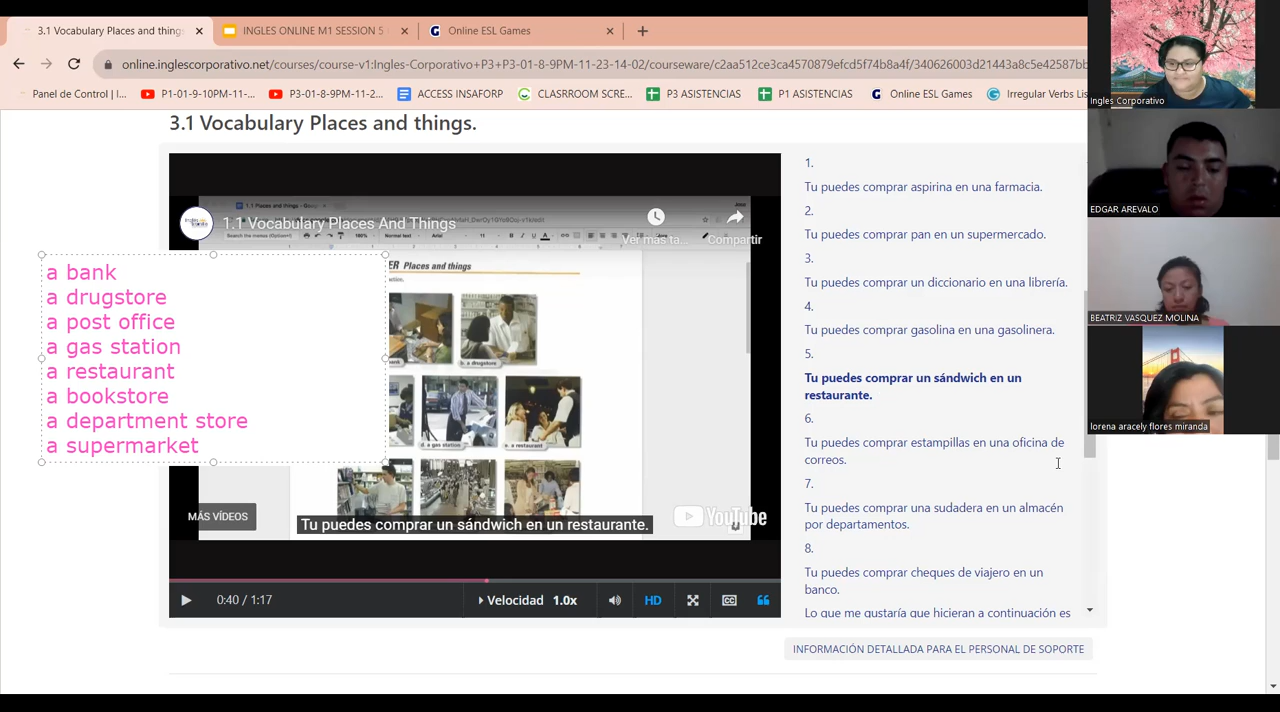 3.1 Vocabulary Places and things
INGLES ONLINE M1 SESSION 5
Online ESL Games
online.inglescorporativo.net/courses/course-v1:Ingles-Corporativo+P3+P3-01-8-9PM-11-23-14-02/courseware/c2aa512ce3ca4570879efcd5f74b8a4f/340626003d21443a8c5e42587bb
Panel de Control | I...
P1-01-9-10PM-11-...
P3-01-8-9PM-11-2...
ACCESS INSAFORP
CLASRROOM SCRE...
P3 ASISTENCIAS
P1 ASISTENCIAS
Online ESL Games
Irregular Verbs Lis
3.1 Vocabulary Places and things.
1.1 Vocabulary Places And Things
Ver más ta...
Compartir
Places and things
a bank
a drugstore
a post office
a gas station
a restaurant
a bookstore
a department store
a supermarket
b. a drugstore
d. a gas station
e. a restaurant
MÁS VÍDEOS
Tu puedes comprar un sándwich en un restaurante.
YouTube
0:40 / 1:17
Velocidad 1.0x
HD
1.
Tu puedes comprar aspirina en una farmacia.
2.
Tu puedes comprar pan en un supermercado.
3.
Tu puedes comprar un diccionario en una librería.
4.
Tu puedes comprar gasolina en una gasolinera.
5.
Tu puedes comprar un sándwich en un
restaurante.
6.
Tu puedes comprar estampillas en una oficina de
correos.
7.
Tu puedes comprar una sudadera en un almacén
por departamentos.
8.
Tu puedes comprar cheques de viajero en un
banco.
Lo que me gustaría que hicieran a continuación es
INFORMACIÓN DETALLADA PARA EL PERSONAL DE SOPORTE
Ingles Corporativo
EDGAR AREVALO
BEATRIZ VASQUEZ MOLINA
lorena aracely flores miranda